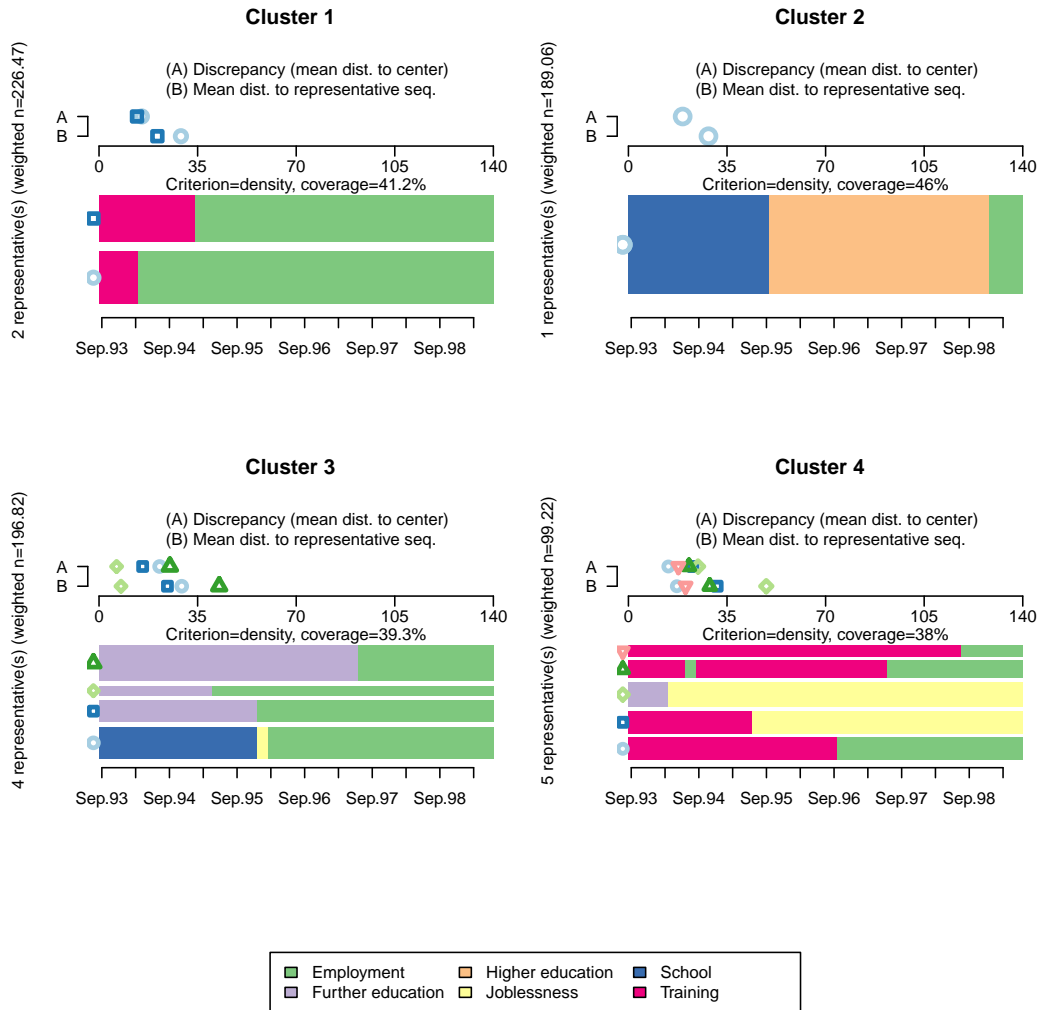 Cluster 1
2 representative(s) (weighted n=226.47)
(A) Discrepancy (mean dist. to center)
(B) Mean dist. to representative seq.
A
B
0 35 70 105 140
Criterion=density, coverage=41.2%
Sep.93 Sep.94 Sep.95 Sep.96 Sep.97 Sep.98
Cluster 2
1 representative(s) (weighted n=189.06)
(A) Discrepancy (mean dist. to center)
(B) Mean dist. to representative seq.
A
B
0 35 70 105 140
Criterion=density, coverage=46%
Sep.93 Sep.94 Sep.95 Sep.96 Sep.97 Sep.98
Cluster 3
4 representative(s) (weighted n=196.82)
(A) Discrepancy (mean dist. to center)
(B) Mean dist. to representative seq.
A
B
0 35 70 105 140
Criterion=density, coverage=39.3%
Sep.93 Sep.94 Sep.95 Sep.96 Sep.97 Sep.98
Cluster 4
5 representative(s) (weighted n=99.22)
(A) Discrepancy (mean dist. to center)
(B) Mean dist. to representative seq.
A
B
0 35 70 105 140
Criterion=density, coverage=38%
Sep.93 Sep.94 Sep.95 Sep.96 Sep.97 Sep.98
Employment Higher education School
Further education Joblessness Training